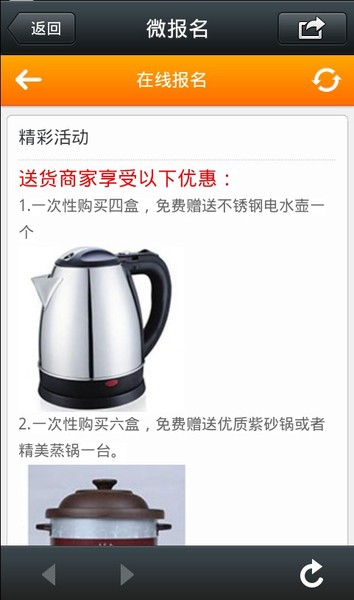 返回
微报名
在线报名
精彩活动
送货商家享受以下优惠：
1.一次性购买四盒，免费赠送不锈钢电水壶一
个
2.一次性购买六盒，免费赠送优质紫砂锅或者
精美蒸锅一台。